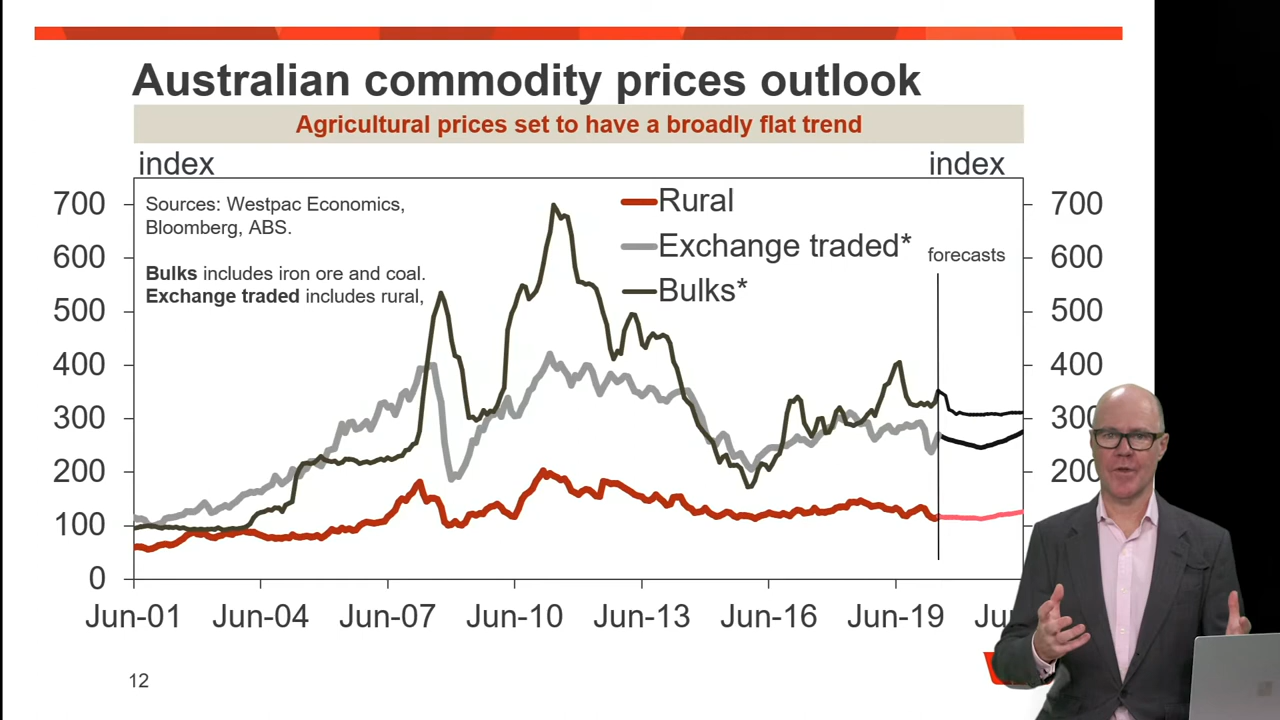 Australian commodity prices outlook
Agricultural prices set to have a broadly flat trend
index
index
700
600
500
400
300
200
100
0
Sources: Westpac Economics,
Bloomberg, ABS.
Bulks includes iron ore and coal.
Exchange traded includes rural,
Rural
Exchange traded*
Bulks*
forecasts
700
600
500
400
300
200
Jun-01
Jun-04
Jun-07
Jun-10
Jun-13
Jun-16
Jun-19
12